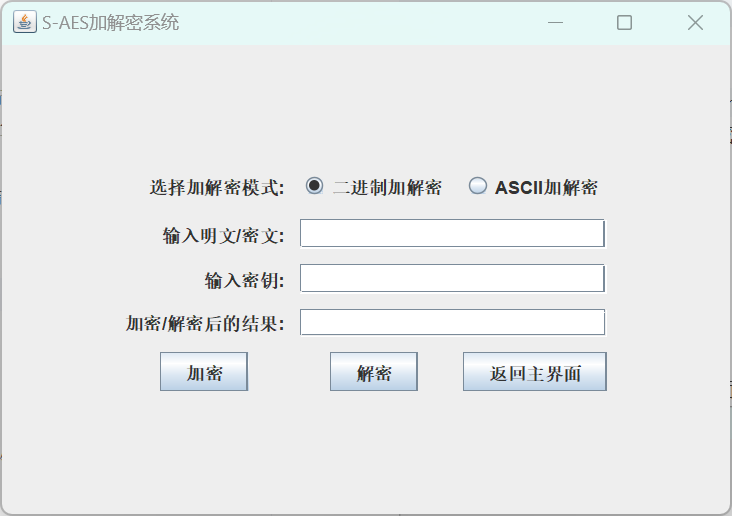 S-AES加解密系统
选择加解密模式: 二进制加解密 ASCII加解密
输入明文/密文:
输入密钥:
加密/解密后的结果:
加密 解密 返回主界面